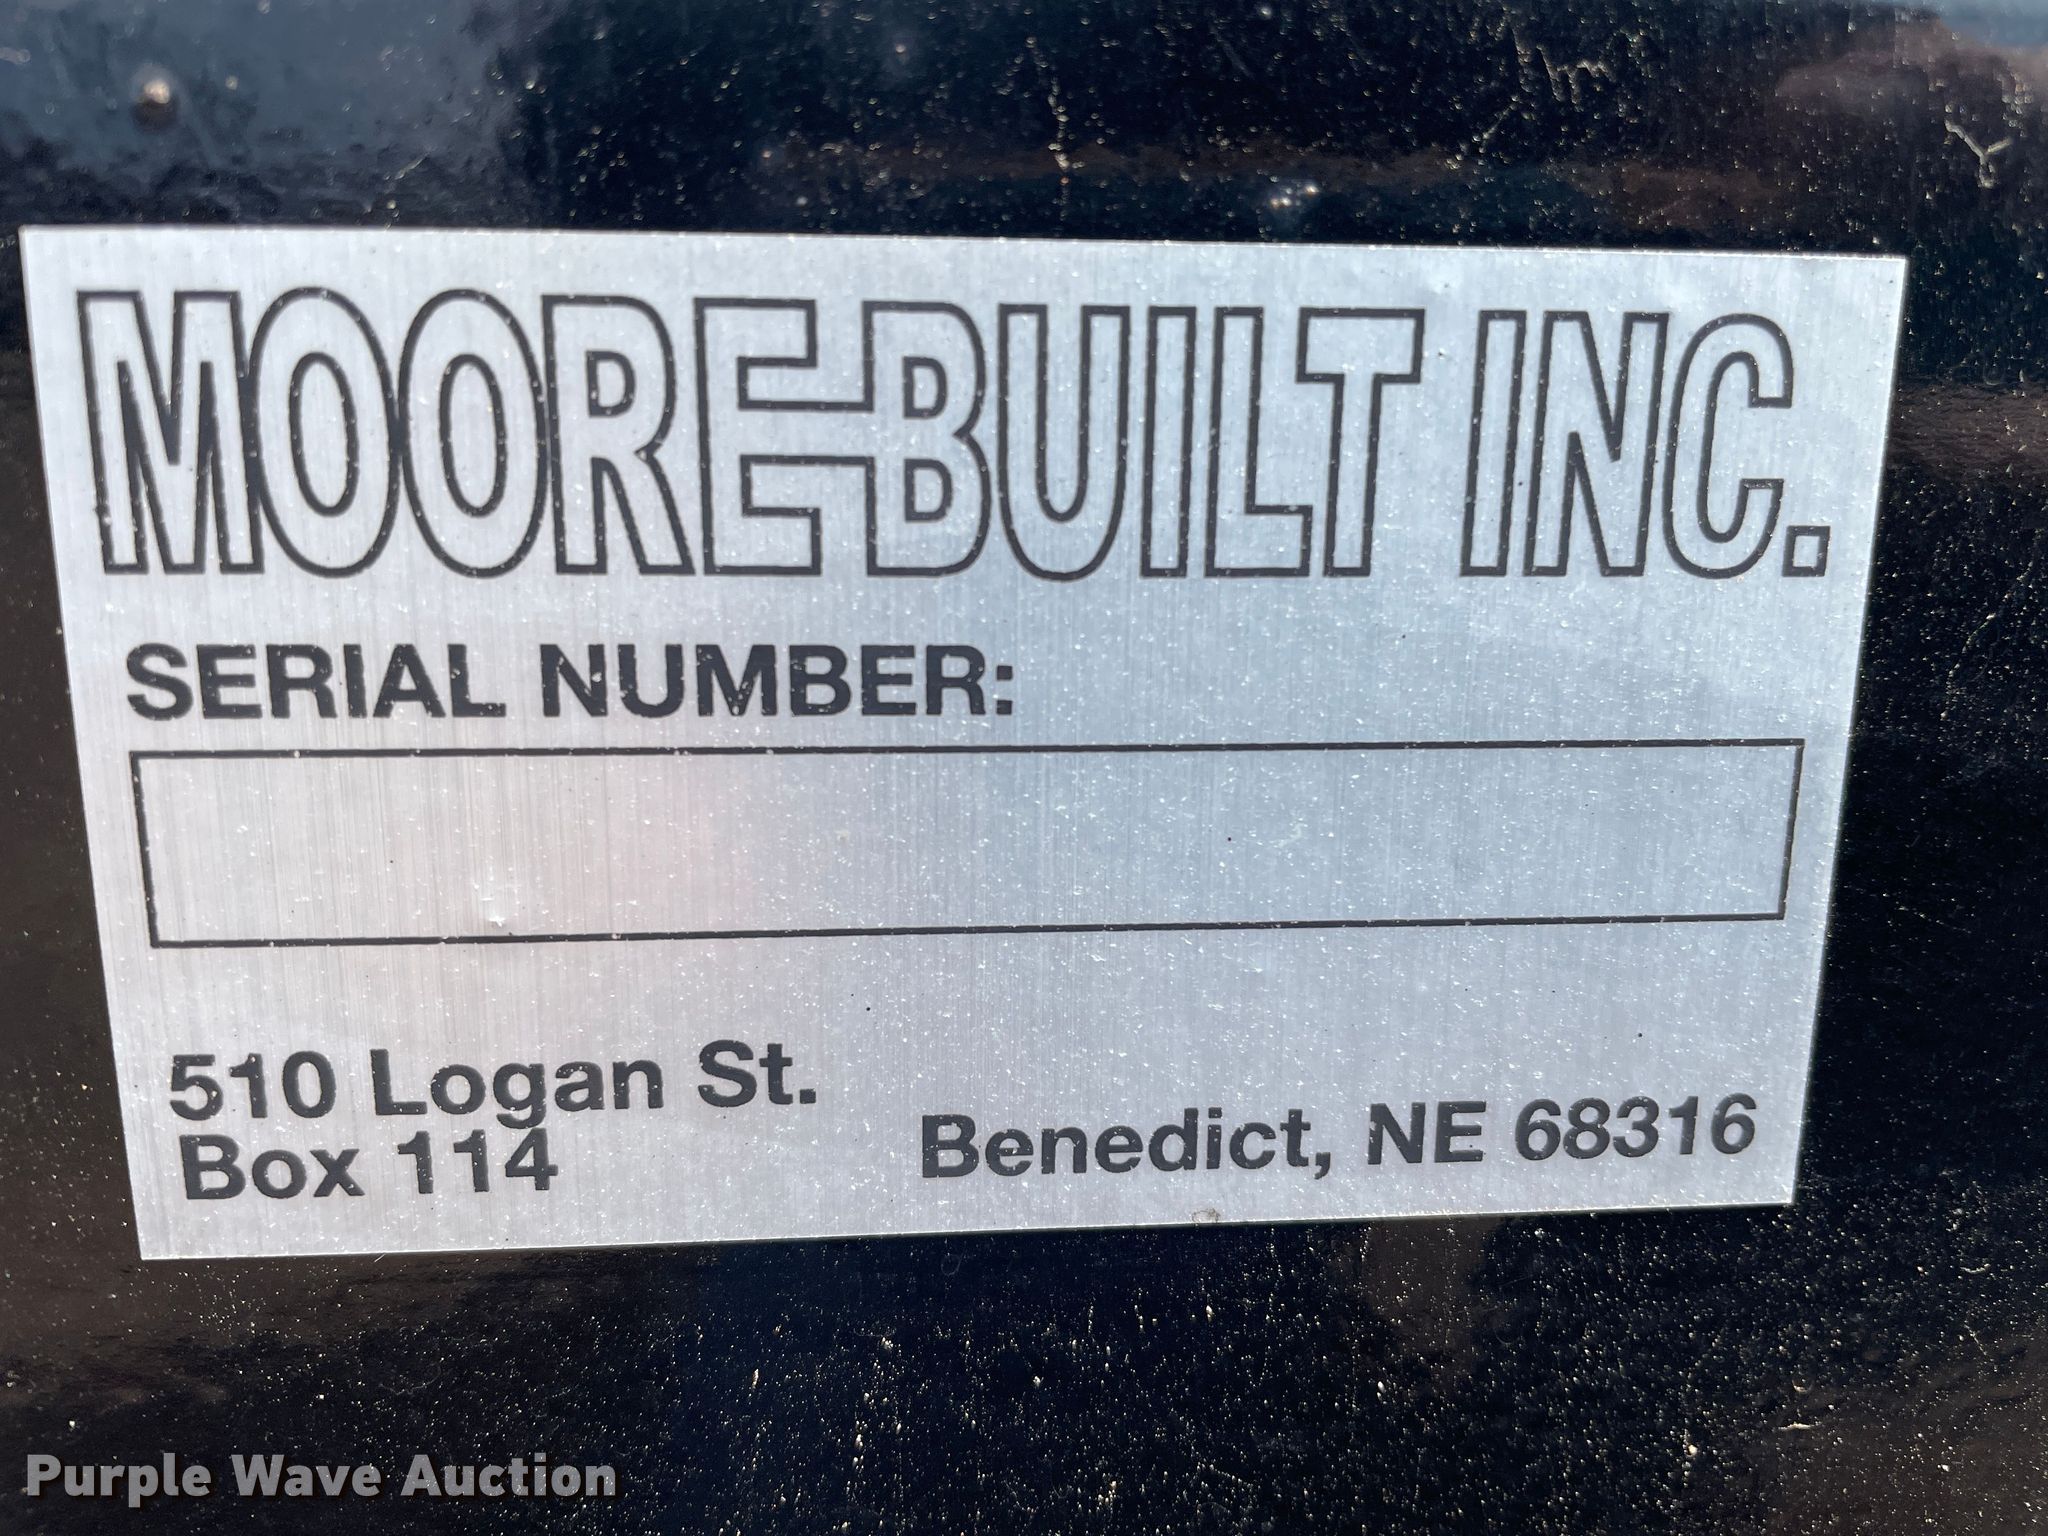 MOORE-BUILT INC.
SERIAL NUMBER:
510 Logan St.
Box 114
Benedict, NE 68316
Purple Wave Auction